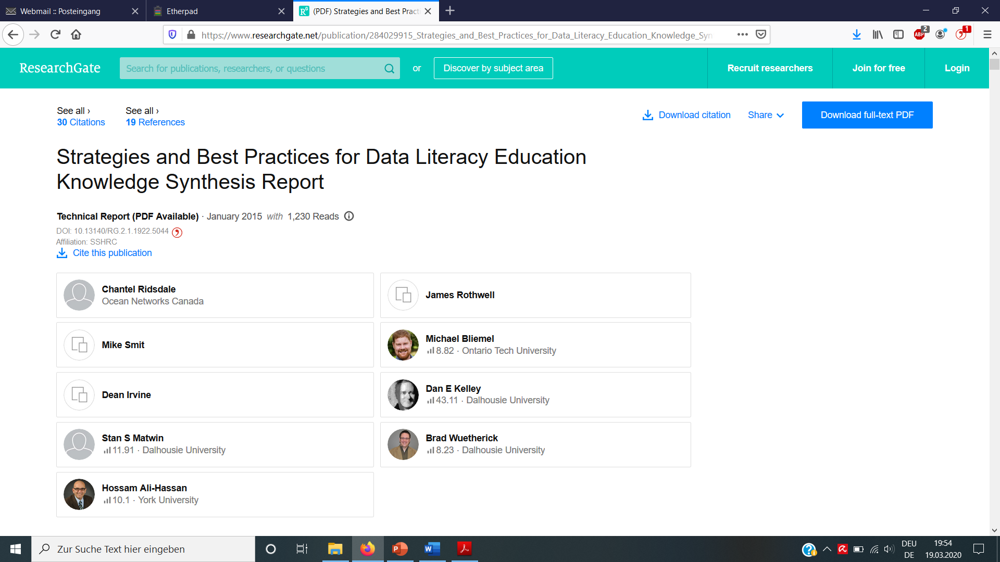 Webmail :: Posteingang
Etherpad
(PDF) Strategies and Best Practi
https://www.researchgate.net/publication/284029915_Strategies_and_Best_Practices_for_Data_Literacy_Education_Knowledge_Syn
ABP 2
1
ResearchGate
Search for publications, researchers, or questions
or
Discover by subject area
Recruit researchers
Join for free
Login
See all ›
30 Citations
See all ›
19 References
Download citation
Share
Download full-text PDF
Strategies and Best Practices for Data Literacy Education
Knowledge Synthesis Report
Technical Report (PDF Available) · January 2015 with 1,230 Reads
DOI: 10.13140/RG.2.1.1922.5044
Affiliation: SSHRC
Cite this publication
Chantel Ridsdale
Ocean Networks Canada
James Rothwell
Mike Smit
Michael Bliemel
8.82 · Ontario Tech University
Dean Irvine
Dan E Kelley
43.11 · Dalhousie University
Stan S Matwin
11.91 · Dalhousie University
Brad Wuetherick
8.23 · Dalhousie University
Hossam Ali-Hassan
10.1 · York University
Zur Suche Text hier eingeben
DEU
DE
19:54
19.03.2020